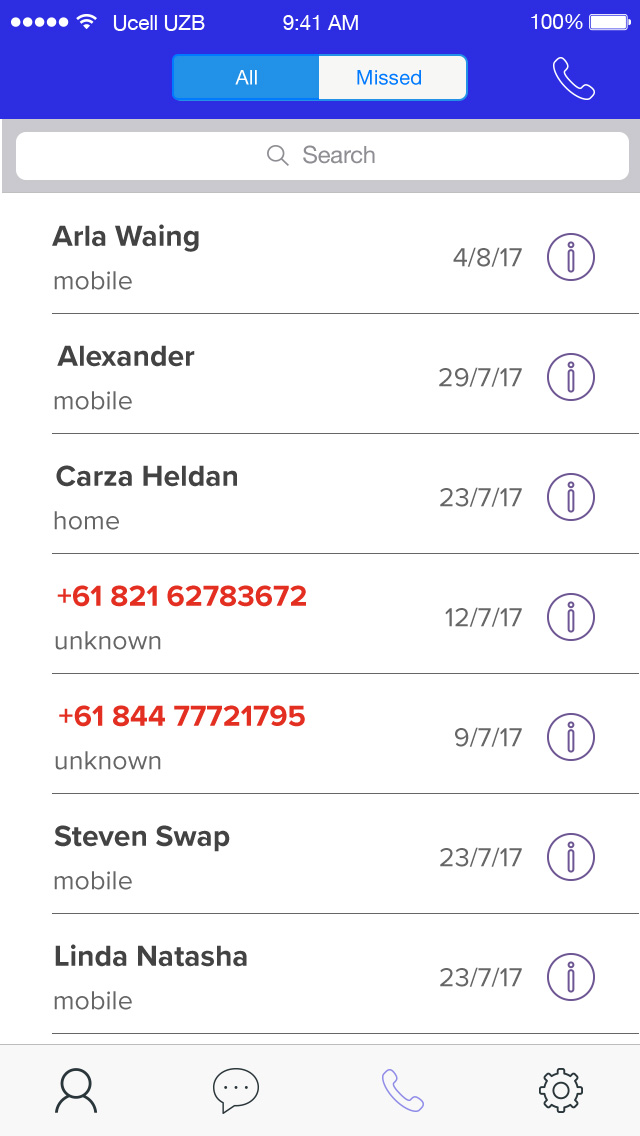 Ucell UZB 9:41 AM 100%
All Missed
Search
Arla Waing
mobile
4/8/17
Alexander
mobile
29/7/17
Carza Heldan
home
23/7/17
+61 821 62783672
unknown
12/7/17
+61 844 77721795
unknown
9/7/17
Steven Swap
mobile
23/7/17
Linda Natasha
mobile
23/7/17